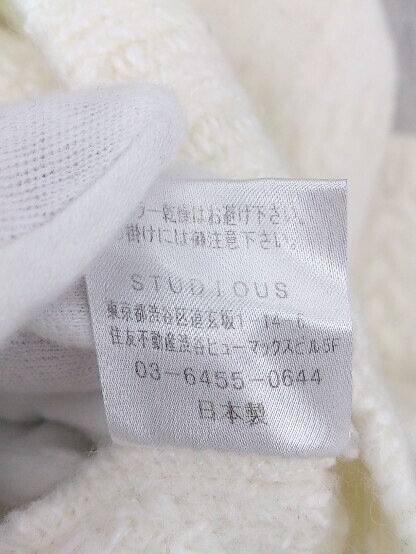 ラー乾燥はお避け下さい。
掛けには御注意下さい。
STUDIOUS
東京都渋谷区道玄坂1-14-6
住友不動産渋谷ヒューマックスビル5F
03-6455-0644
日本製